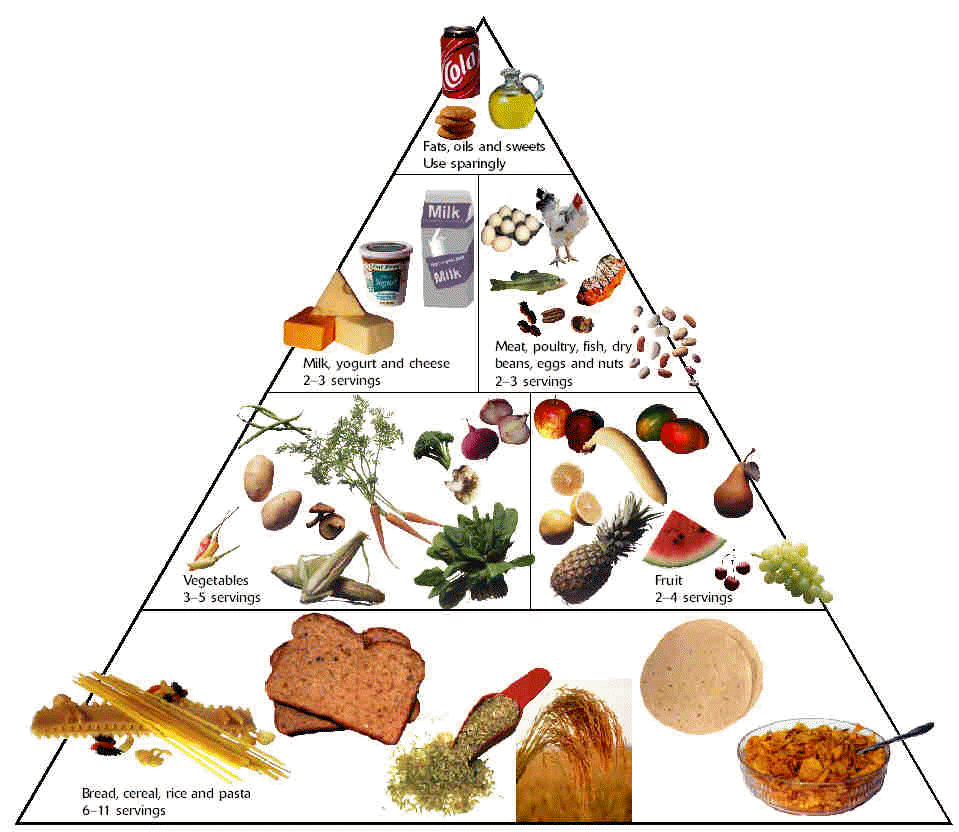 Cola
Fats, oils and sweets
Use sparingly
Milk
Milk
Milk, yogurt and cheese
2–3 servings
Meat, poultry, fish, dry
beans, eggs and nuts
2–3 servings
Vegetables
3–5 servings
Fruit
2–4 servings
Bread, cereal, rice and pasta
6–11 servings